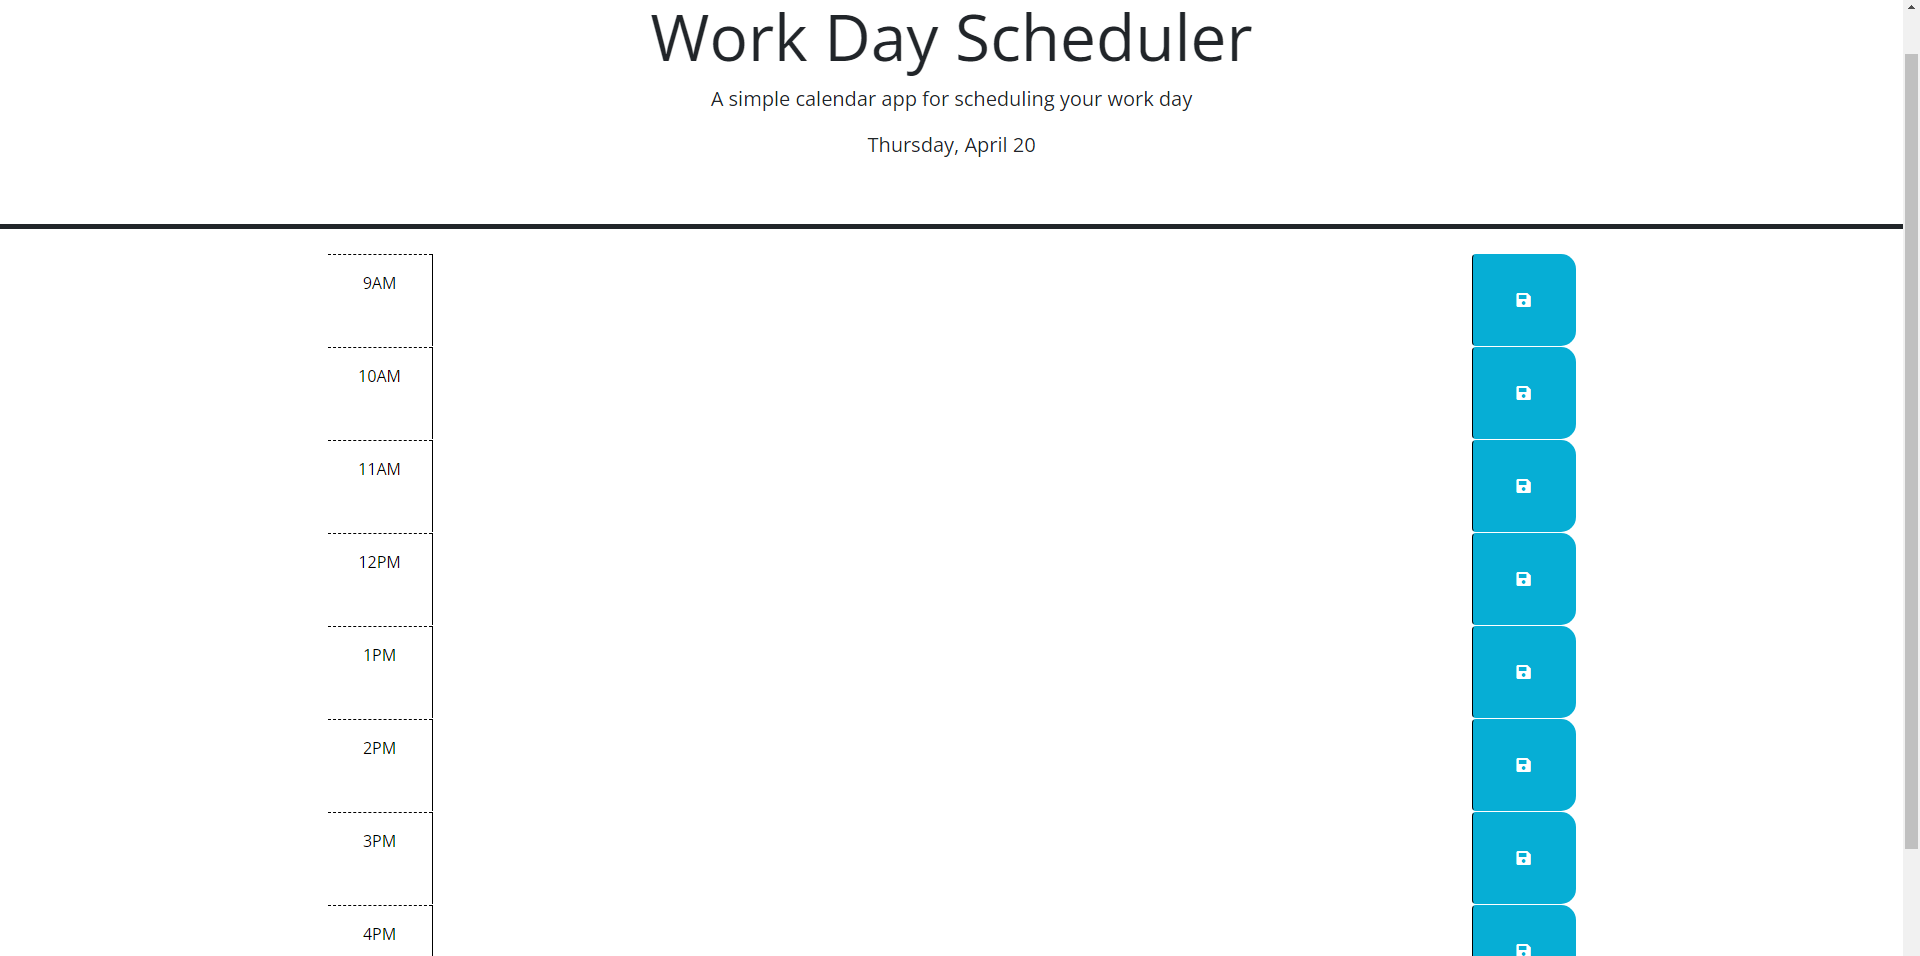 Work Day Scheduler
A simple calendar app for scheduling your work day
Thursday, April 20
9AM
10AM
11AM
12PM
1PM
2PM
3PM
4PM